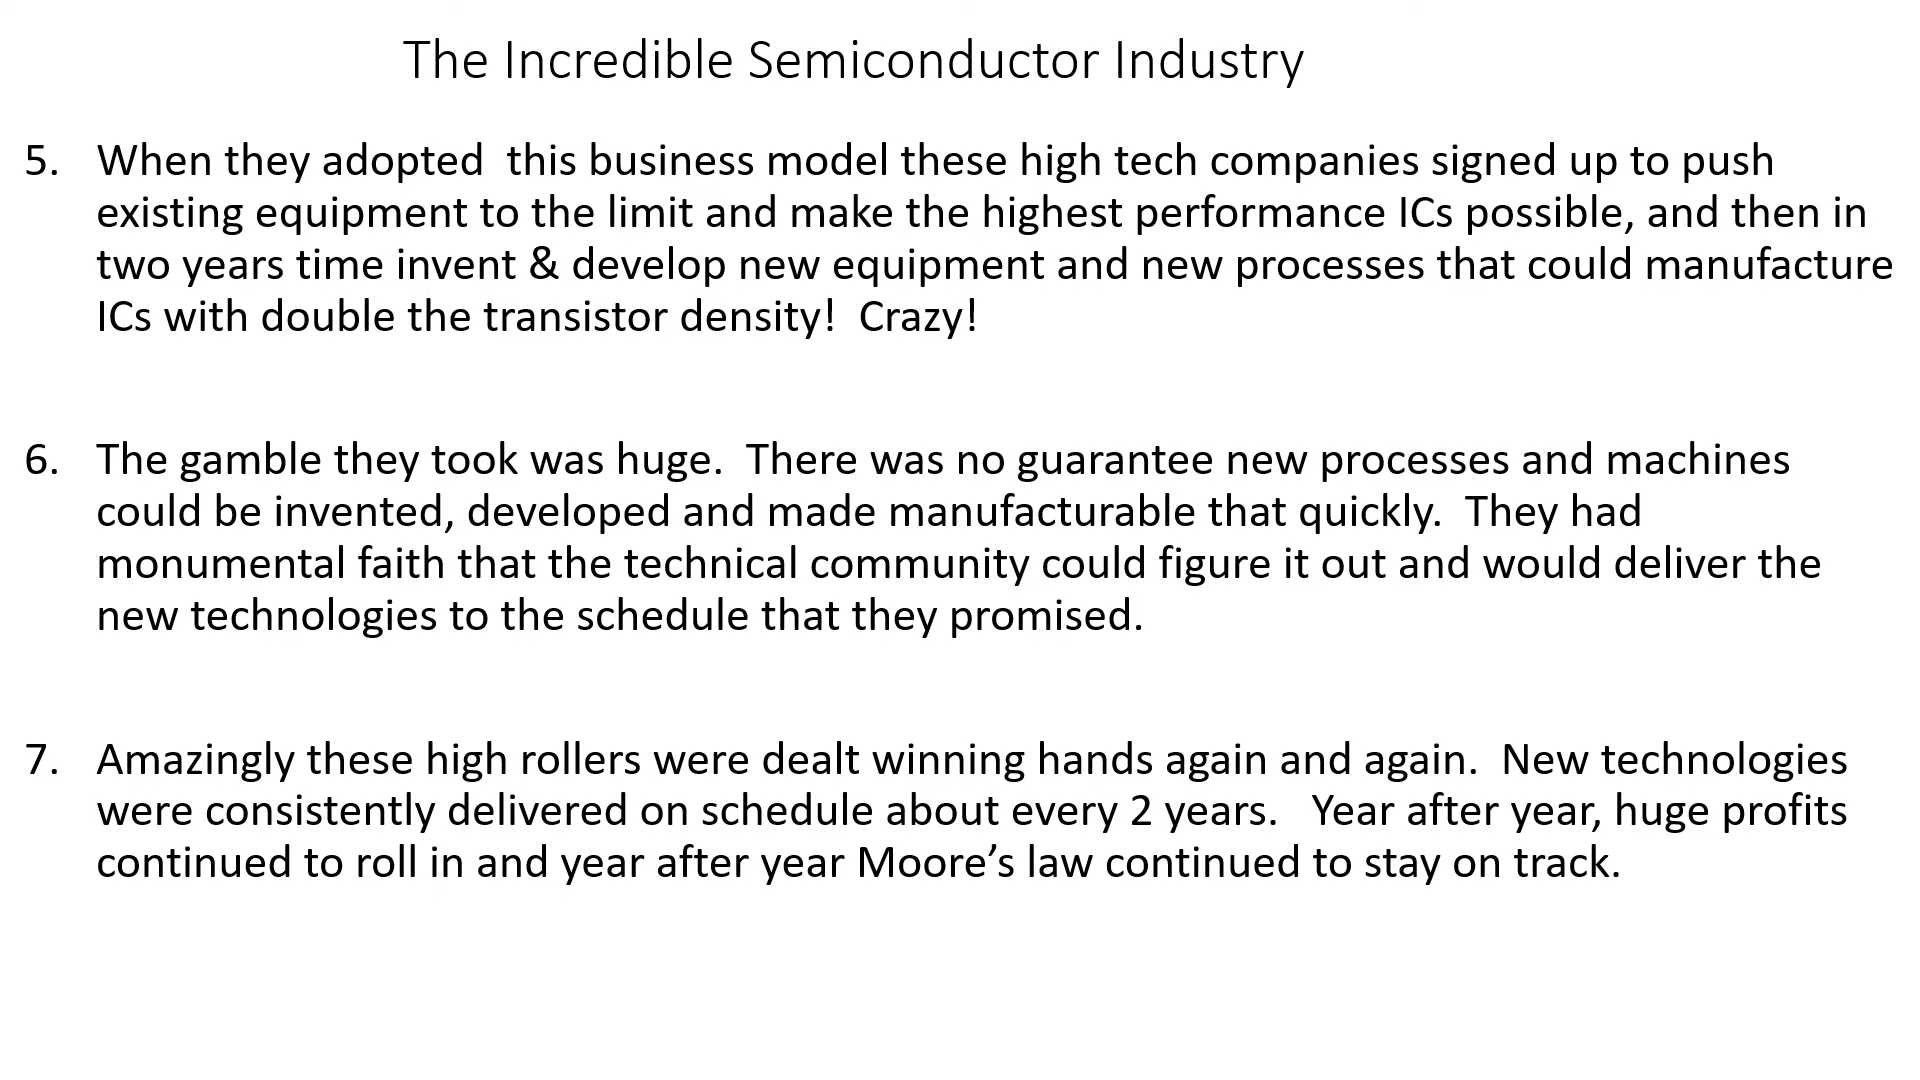 The Incredible Semiconductor Industry
5. When they adopted  this business model these high tech companies signed up to push
existing equipment to the limit and make the highest performance ICs possible, and then in
two years time invent & develop new equipment and new processes that could manufacture
ICs with double the transistor density!  Crazy!
6. The gamble they took was huge.  There was no guarantee new processes and machines
could be invented, developed and made manufacturable that quickly.  They had
monumental faith that the technical community could figure it out and would deliver the
new technologies to the schedule that they promised.
7. Amazingly these high rollers were dealt winning hands again and again.  New technologies
were consistently delivered on schedule about every 2 years.   Year after year, huge profits
continued to roll in and year after year Moore’s law continued to stay on track.